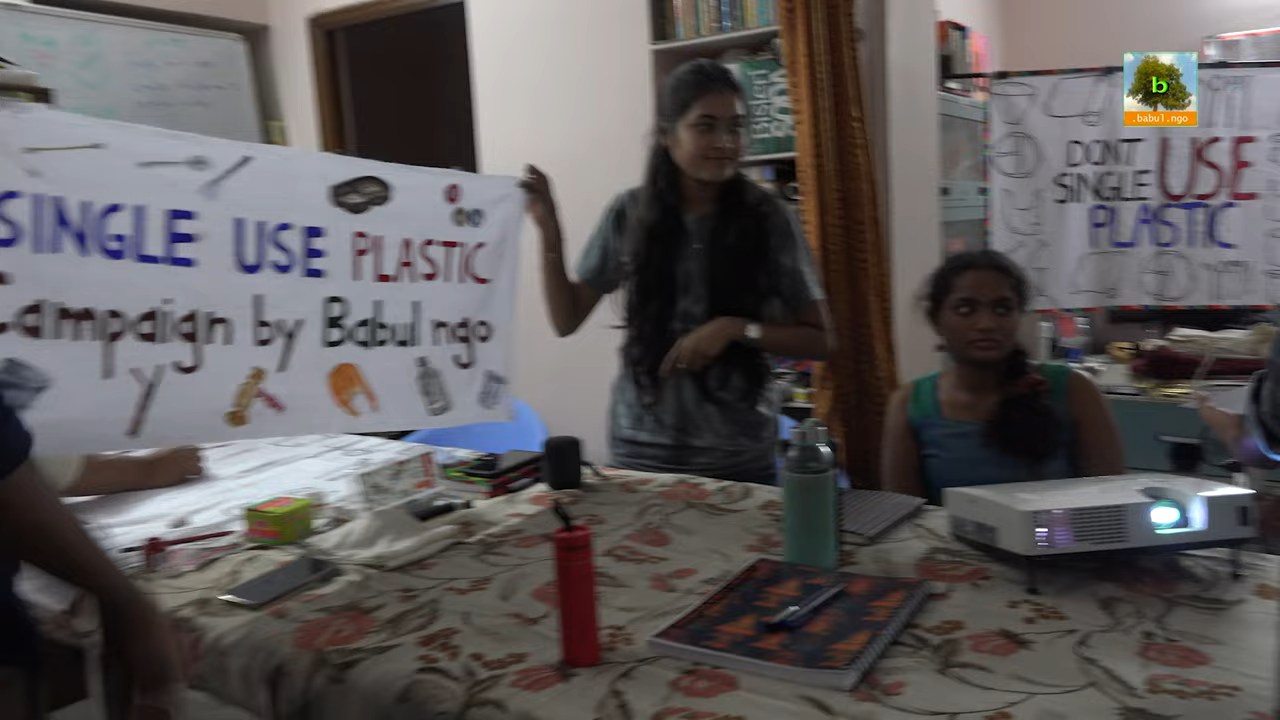 SINGLE USE PLASTIC
Campaign by Babul ngo
DONT
SINGLE USE
PLASTIC
b
.babul.ngo